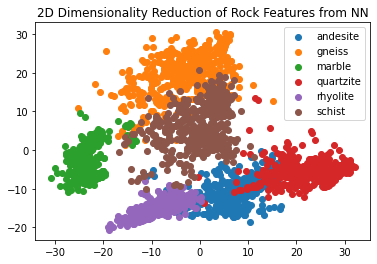 2D Dimensionality Reduction of Rock Features from NN
andesite
gneiss
marble
quartzite
rhyolite
schist
30
20
10
0
−10
−20
−30 −20 −10 0 10 20 30